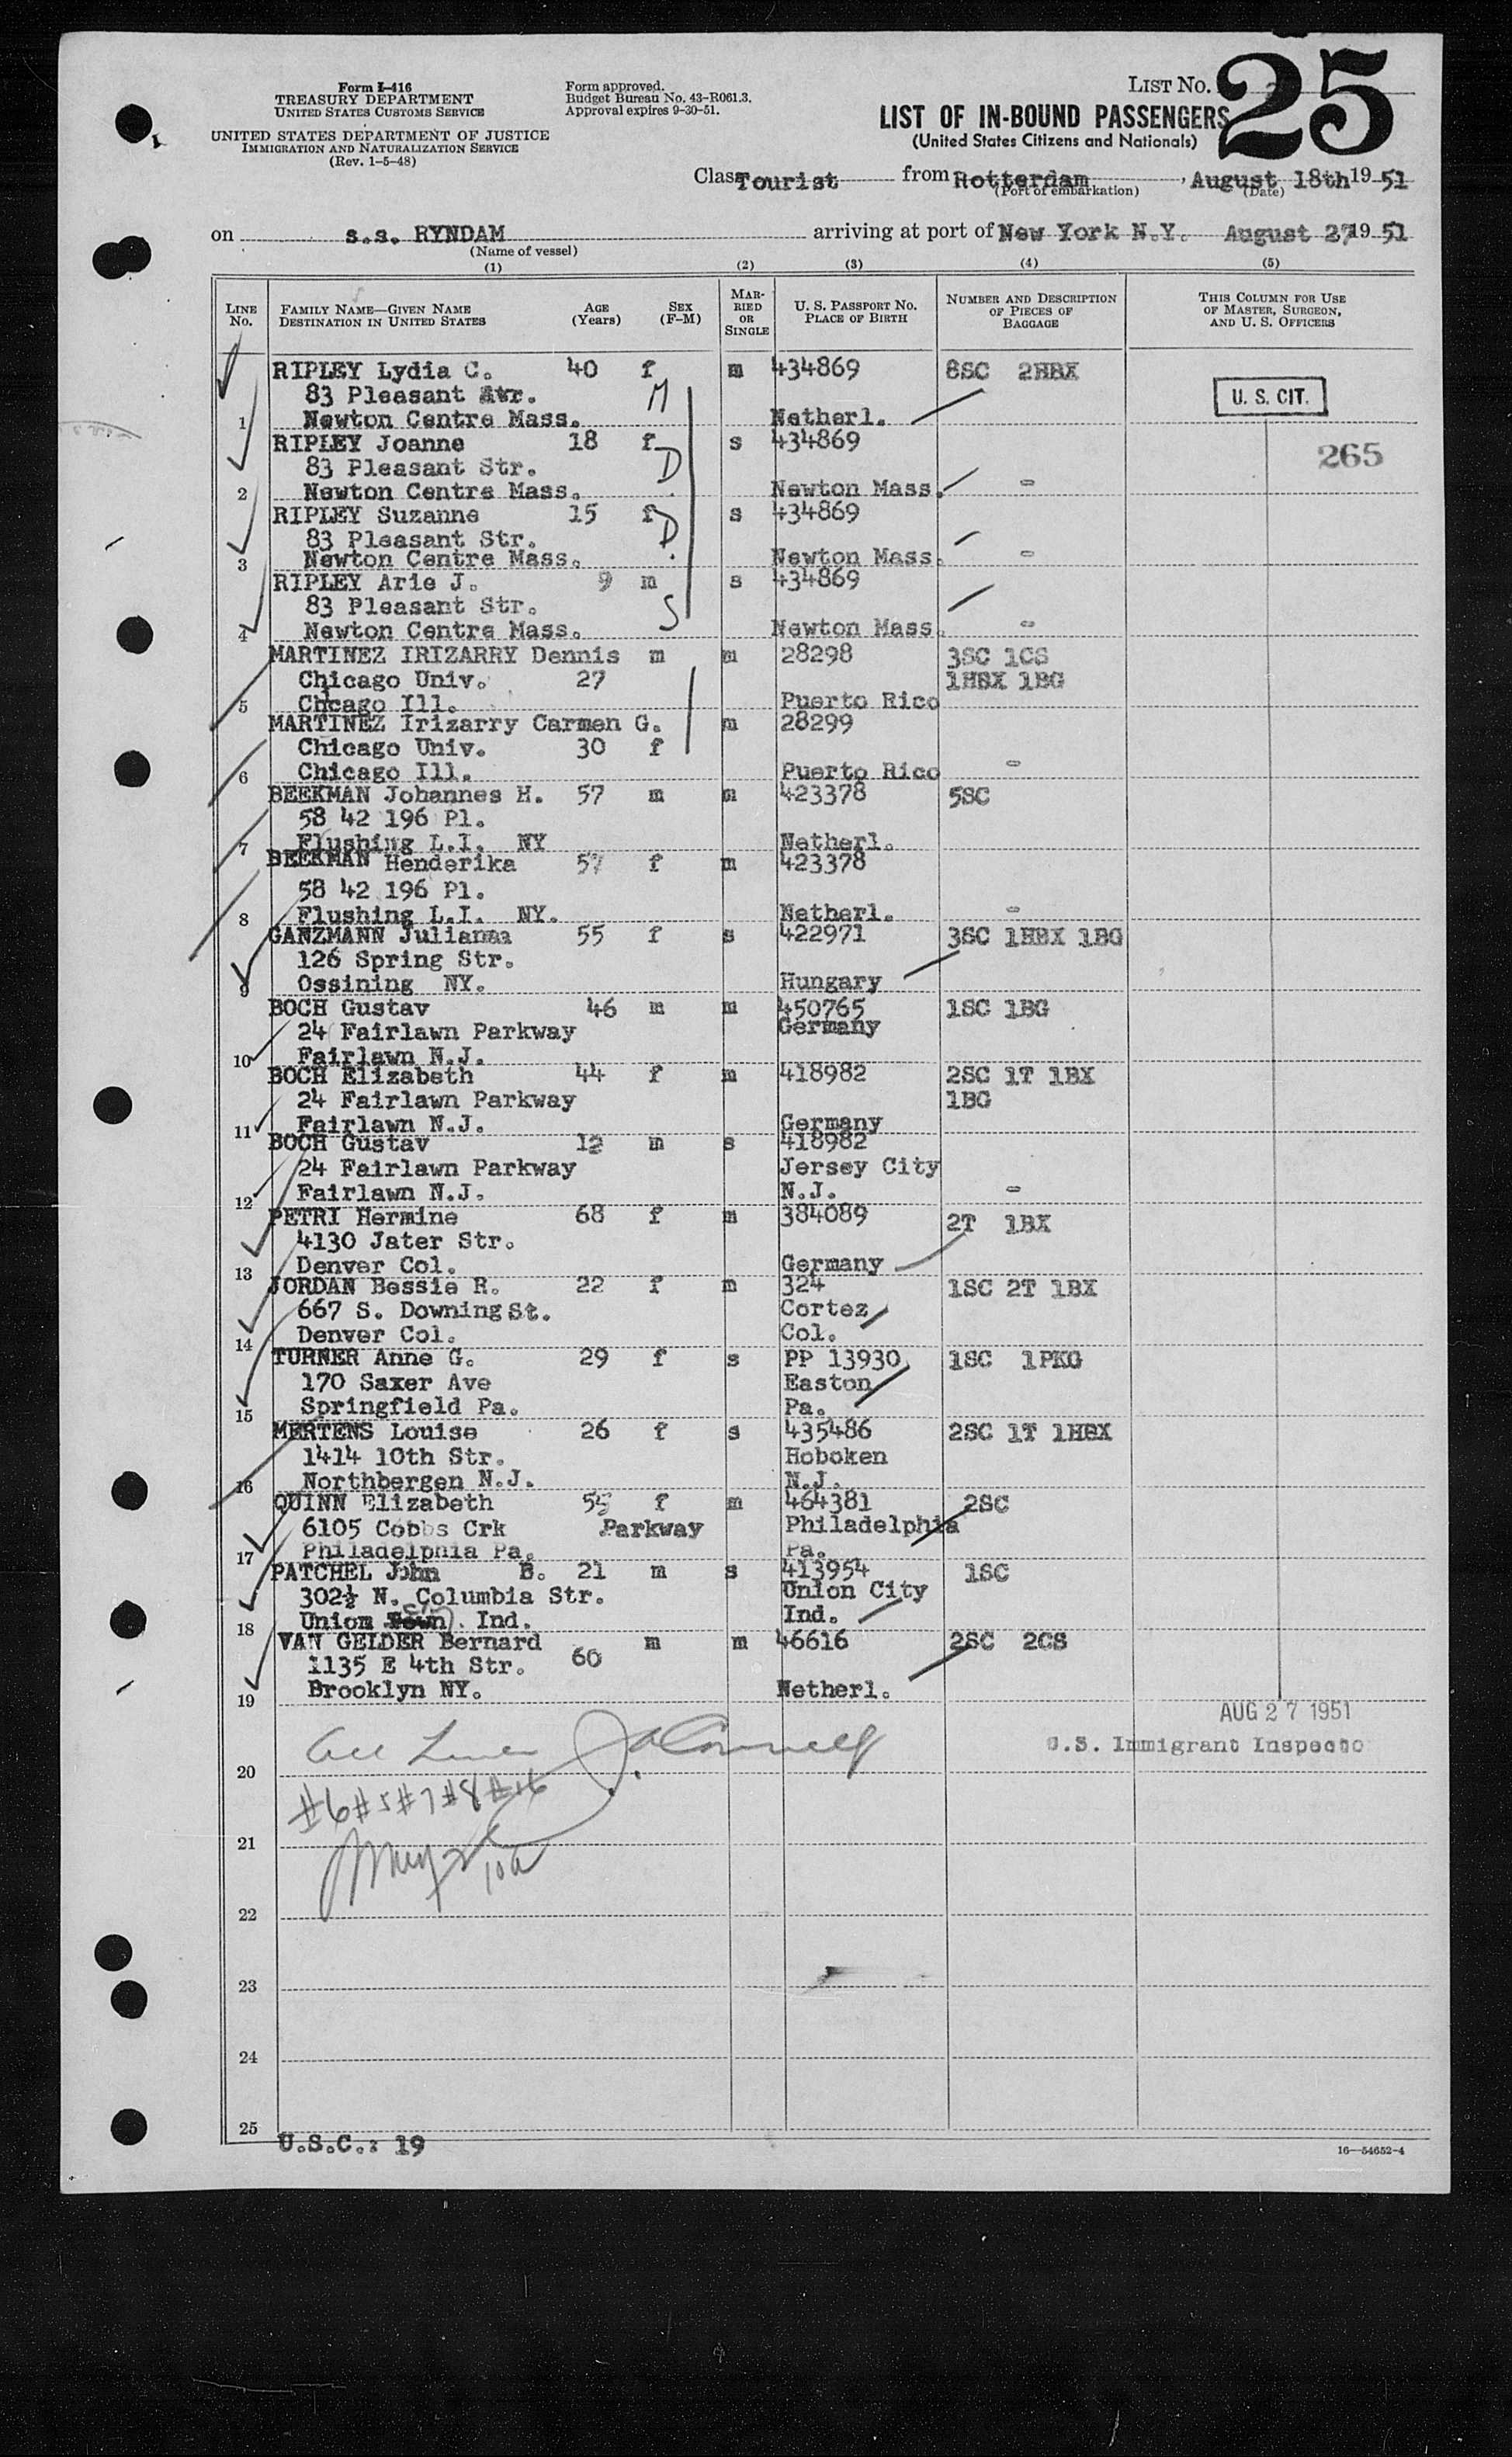 Form I-416
TREASURY DEPARTMENT
UNITED STATES CUSTOMS SERVICE
UNITED STATES DEPARTMENT OF JUSTICE
IMMIGRATION AND NATURALIZATION SERVICE
(Rev. 1-5-48)
Form approved.
Budget Bureau No. 43-R061.3.
Approval expires 9-30-51.
LIST NO. 25
LIST OF IN-BOUND PASSENGERS
(United States Citizens and Nationals)
Class Tourist from Rotterdam, August 18th 19 51
(Port of embarkation) (Date)
on s.s. RYNDAM arriving at port of New York N.Y. August 27 19 51
(Name of vessel)
(1) (2) (3) (4) (5)
LINE NO.
FAMILY NAME—GIVEN NAME
DESTINATION IN UNITED STATES
AGE (Years)
SEX (F-M)
MARRIED OR SINGLE
U. S. PASSPORT NO.
PLACE OF BIRTH
NUMBER AND DESCRIPTION OF PIECES OF BAGGAGE
THIS COLUMN FOR USE OF MASTER, SURGEON, AND U. S. OFFICERS
RIPLEY Lydia C. 40 f m 434869 8SC 2HBX
83 Pleasant Str. M U. S. CIT.
1 Newton Centre Mass. Netherl.
RIPLEY Joanne 18 f s 434869 265
83 Pleasant Str. D
2 Newton Centre Mass. Newton Mass. -
RIPLEY Suzanne 15 f s 434869
83 Pleasant Str. D
3 Newton Centre Mass. Newton Mass. -
RIPLEY Arie J. 9 m s 434869
83 Pleasant Str. S
4 Newton Centre Mass. Newton Mass. -
MARTINEZ IRIZARRY Dennis m m 28298 3SC 1CS
Chicago Univ. 27 1HBX 1BG
5 Chcago Ill. Puerto Rico
MARTINEZ Irizarry Carmen G. m 28299
Chicago Univ. 30 f
6 Chicago Ill. Puerto Rico -
BEEKMAN Johannes H. 57 m m 423378 5SC
58 42 196 Pl.
7 Flushing L.I. NY Netherl.
BEEKMAN Henderika 57 f m 423378
58 42 196 Pl.
8 Flushing L.I. NY. Netherl. -
GANZMANN Julianna 55 f s 422971 3SC 1HBX 1BG
126 Spring Str.
9 Ossining NY. Hungary
BOCH Gustav 46 m m 450765 1SC 1BG
24 Fairlawn Parkway Germany
10 Fairlawn N.J.
BOCH Elizabeth 44 f m 418982 2SC 1T 1BX
24 Fairlawn Parkway 1BG
11 Fairlawn N.J. Germany
BOCH Gustav 12 m s 418982
24 Fairlawn Parkway Jersey City
12 Fairlawn N.J. N.J. -
PETRI Hermine 68 f m 384089 2T 1BX
4130 Jater Str.
13 Denver Col. Germany
JORDAN Bessie R. 22 f m 324 1SC 2T 1BX
667 S. Downing St. Cortez
14 Denver Col. Col.
TURNER Anne G. 29 f s PP 13930 1SC 1PKG
170 Saxer Ave Easton
15 Springfield Pa. Pa.
MERTENS Louise 26 f s 435486 2SC 1T 1HBX
1414 10th Str. Hoboken
16 Northbergen N.J. N.J.
QUINN Elizabeth 55 f m 464381 2SC
6105 Cobbs Crk Parkway Philadelphia
17 Philadelphia Pa. Pa.
PATCHEL John B. 21 m s 413954 1SC
302½ N. Columbia Str. Union City
18 Union City. Ind. Ind.
VAN GELDER Bernard m m 46616 2SC 2CS
1135 E 4th Str. 60
19 Brooklyn NY. Netherl.
AUG 27 1951
U.S. Immigrant Inspecto
20
#6#5#7#8#16
21
22
23
24
25
U.S.C.: 19
16—54652-4